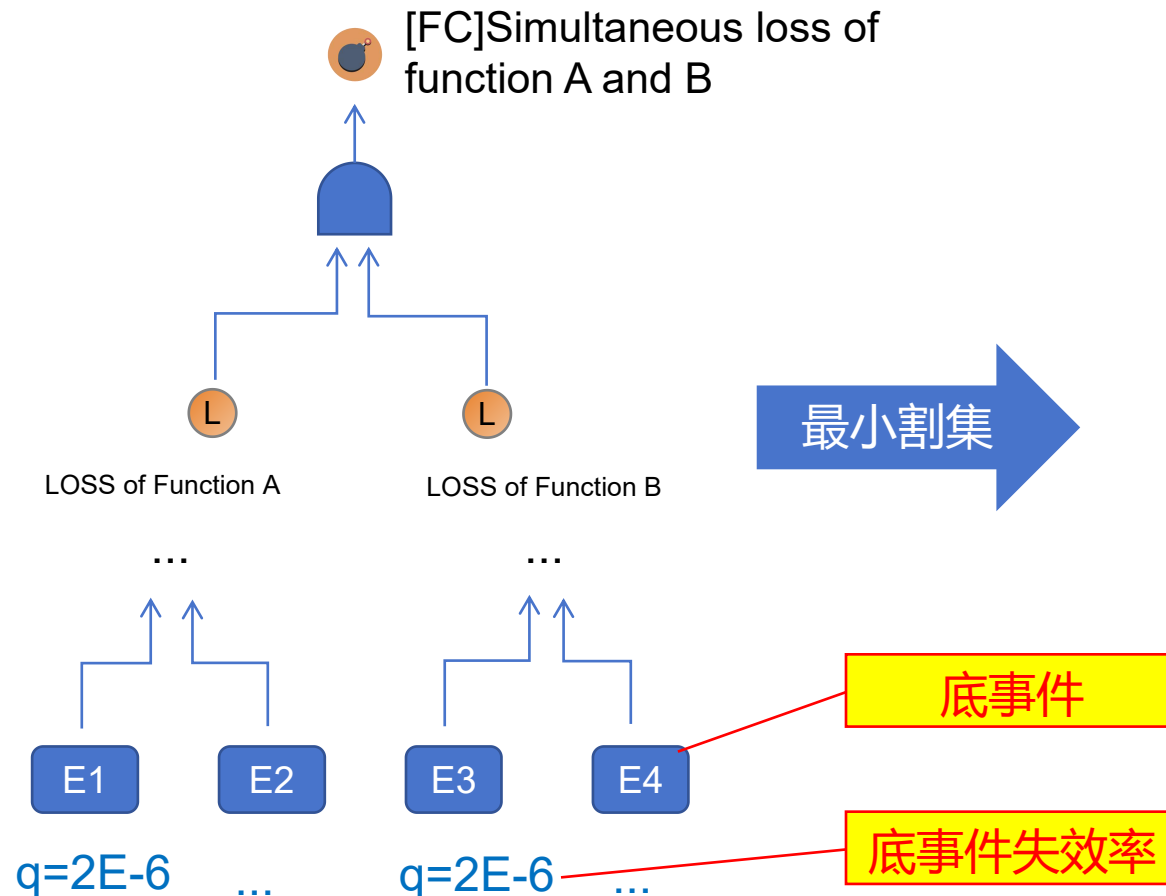 [FC]Simultaneous loss of
function A and B
L
L
最小割集
LOSS of Function A
LOSS of Function B
...
...
底事件
E1
E2
E3
E4
底事件失效率
q=2E-6
...
q=2E-6
...